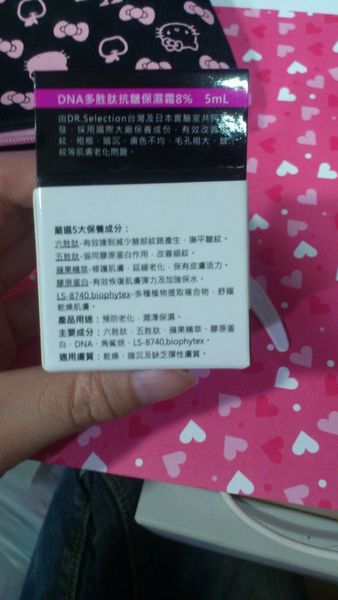 DNA多胜肽抗皺保濕霜8% 5mL
由DR.Selection台灣及日本實驗室共同
發，採用國際大廠保養成份，有效改善
紋、粗糙、暗沉、膚色不均、毛孔粗大、皺
紋等肌膚老化問題。
嚴選5大保養成分：
六胜肽-有效達到減少臉部紋路產生，撫平皺紋。
五胜肽-協同膠原蛋白作用，改善細紋。
蘋果精萃-修護肌膚，延緩老化，保有皮膚活力。
膠原蛋白-有效恢復肌膚彈力及加強保水。
LS-8740,biophytex-多種植物提取複合物，舒緩
乾燥肌膚。
產品用途：預防老化、潤澤保濕。
主要成分：六胜肽、五胜肽、蘋果精萃、膠原蛋
白、DNA、角鯊烷、LS-8740,biophytex。
適用膚質：乾燥、暗沉及缺乏彈性膚質。